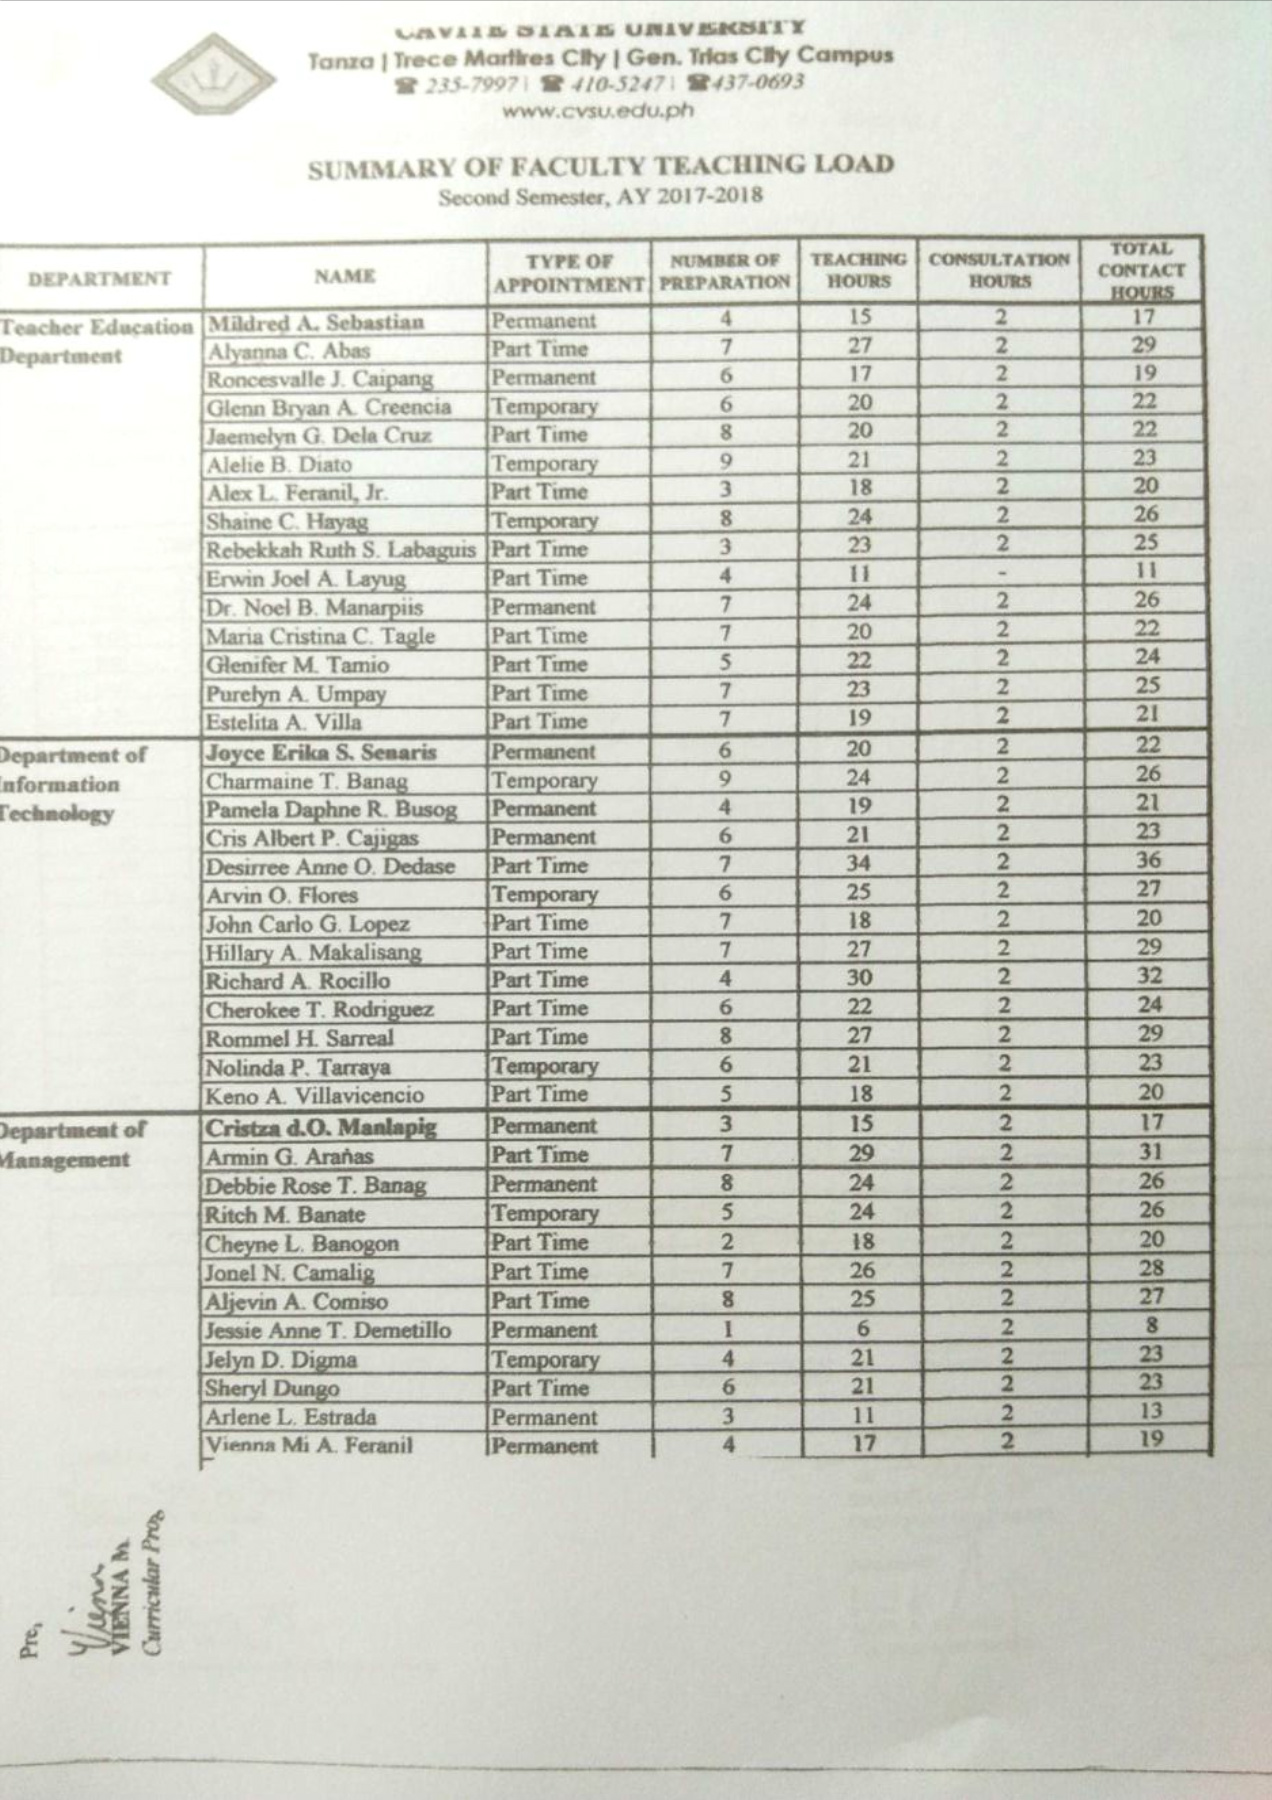 CAVITE STATE UNIVERSITY
Tanza | Trece Martires City | Gen. Trias City Campus
☎ 235-7997 | ☎ 410-5247 | ☎437-0693
www.cvsu.edu.ph
SUMMARY OF FACULTY TEACHING LOAD
Second Semester, AY 2017-2018
DEPARTMENT NAME TYPE OF APPOINTMENT NUMBER OF PREPARATION TEACHING HOURS CONSULTATION HOURS TOTAL CONTACT HOURS
Teacher Education Mildred A. Sebastian Permanent 4 15 2 17
Department Alyanna C. Abas Part Time 7 27 2 29
Roncesvalle J. Caipang Permanent 6 17 2 19
Glenn Bryan A. Creencia Temporary 6 20 2 22
Jaemelyn G. Dela Cruz Part Time 8 20 2 22
Alelie B. Diato Temporary 9 21 2 23
Alex L. Feranil, Jr. Part Time 3 18 2 20
Shaine C. Hayag Temporary 8 24 2 26
Rebekkah Ruth S. Labaguis Part Time 3 23 2 25
Erwin Joel A. Layug Part Time 4 11 - 11
Dr. Noel B. Manarpiis Permanent 7 24 2 26
Maria Cristina C. Tagle Part Time 7 20 2 22
Glenifer M. Tamio Part Time 5 22 2 24
Purelyn A. Umpay Part Time 7 23 2 25
Estelita A. Villa Part Time 7 19 2 21
Department of Joyce Erika S. Senaris Permanent 6 20 2 22
Information Charmaine T. Banag Temporary 9 24 2 26
Technology Pamela Daphne R. Busog Permanent 4 19 2 21
Cris Albert P. Cajigas Permanent 6 21 2 23
Desirree Anne O. Dedase Part Time 7 34 2 36
Arvin O. Flores Temporary 6 25 2 27
John Carlo G. Lopez Part Time 7 18 2 20
Hillary A. Makalisang Part Time 7 27 2 29
Richard A. Rocillo Part Time 4 30 2 32
Cherokee T. Rodriguez Part Time 6 22 2 24
Rommel H. Sarreal Part Time 8 27 2 29
Nolinda P. Tarraya Temporary 6 21 2 23
Keno A. Villavicencio Part Time 5 18 2 20
Department of Cristza d.O. Manlapig Permanent 3 15 2 17
Management Armin G. Arañas Part Time 7 29 2 31
Debbie Rose T. Banag Permanent 8 24 2 26
Ritch M. Banate Temporary 5 24 2 26
Cheyne L. Banogon Part Time 2 18 2 20
Jonel N. Camalig Part Time 7 26 2 28
Aljevin A. Comiso Part Time 8 25 2 27
Jessie Anne T. Demetillo Permanent 1 6 2 8
Jelyn D. Digma Temporary 4 21 2 23
Sheryl Dungo Part Time 6 21 2 23
Arlene L. Estrada Permanent 3 11 2 13
Vienna Mi A. Feranil Permanent 4 17 2 19
Pre
VIENNA M
Curricular Prog